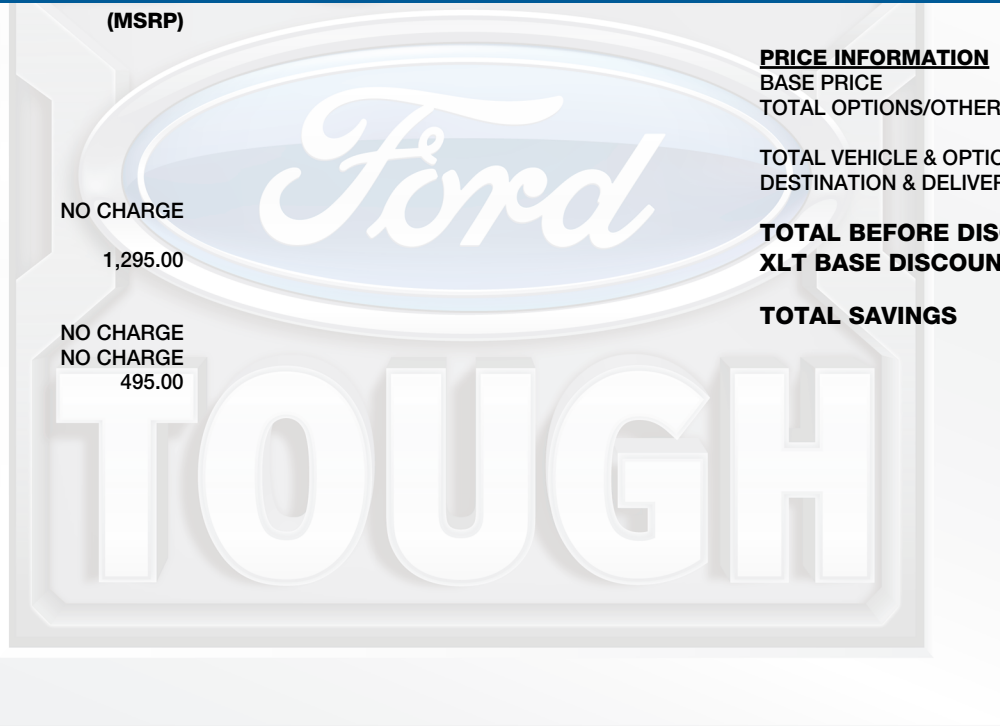 (MSRP)
NO CHARGE
1,295.00
NO CHARGE
NO CHARGE
495.00
PRICE INFORMATION
BASE PRICE
TOTAL OPTIONS/OTHER
TOTAL VEHICLE & OPTIO
DESTINATION & DELIVER
TOTAL BEFORE DISC
XLT BASE DISCOUN
TOTAL SAVINGS
Ford
TOUGH